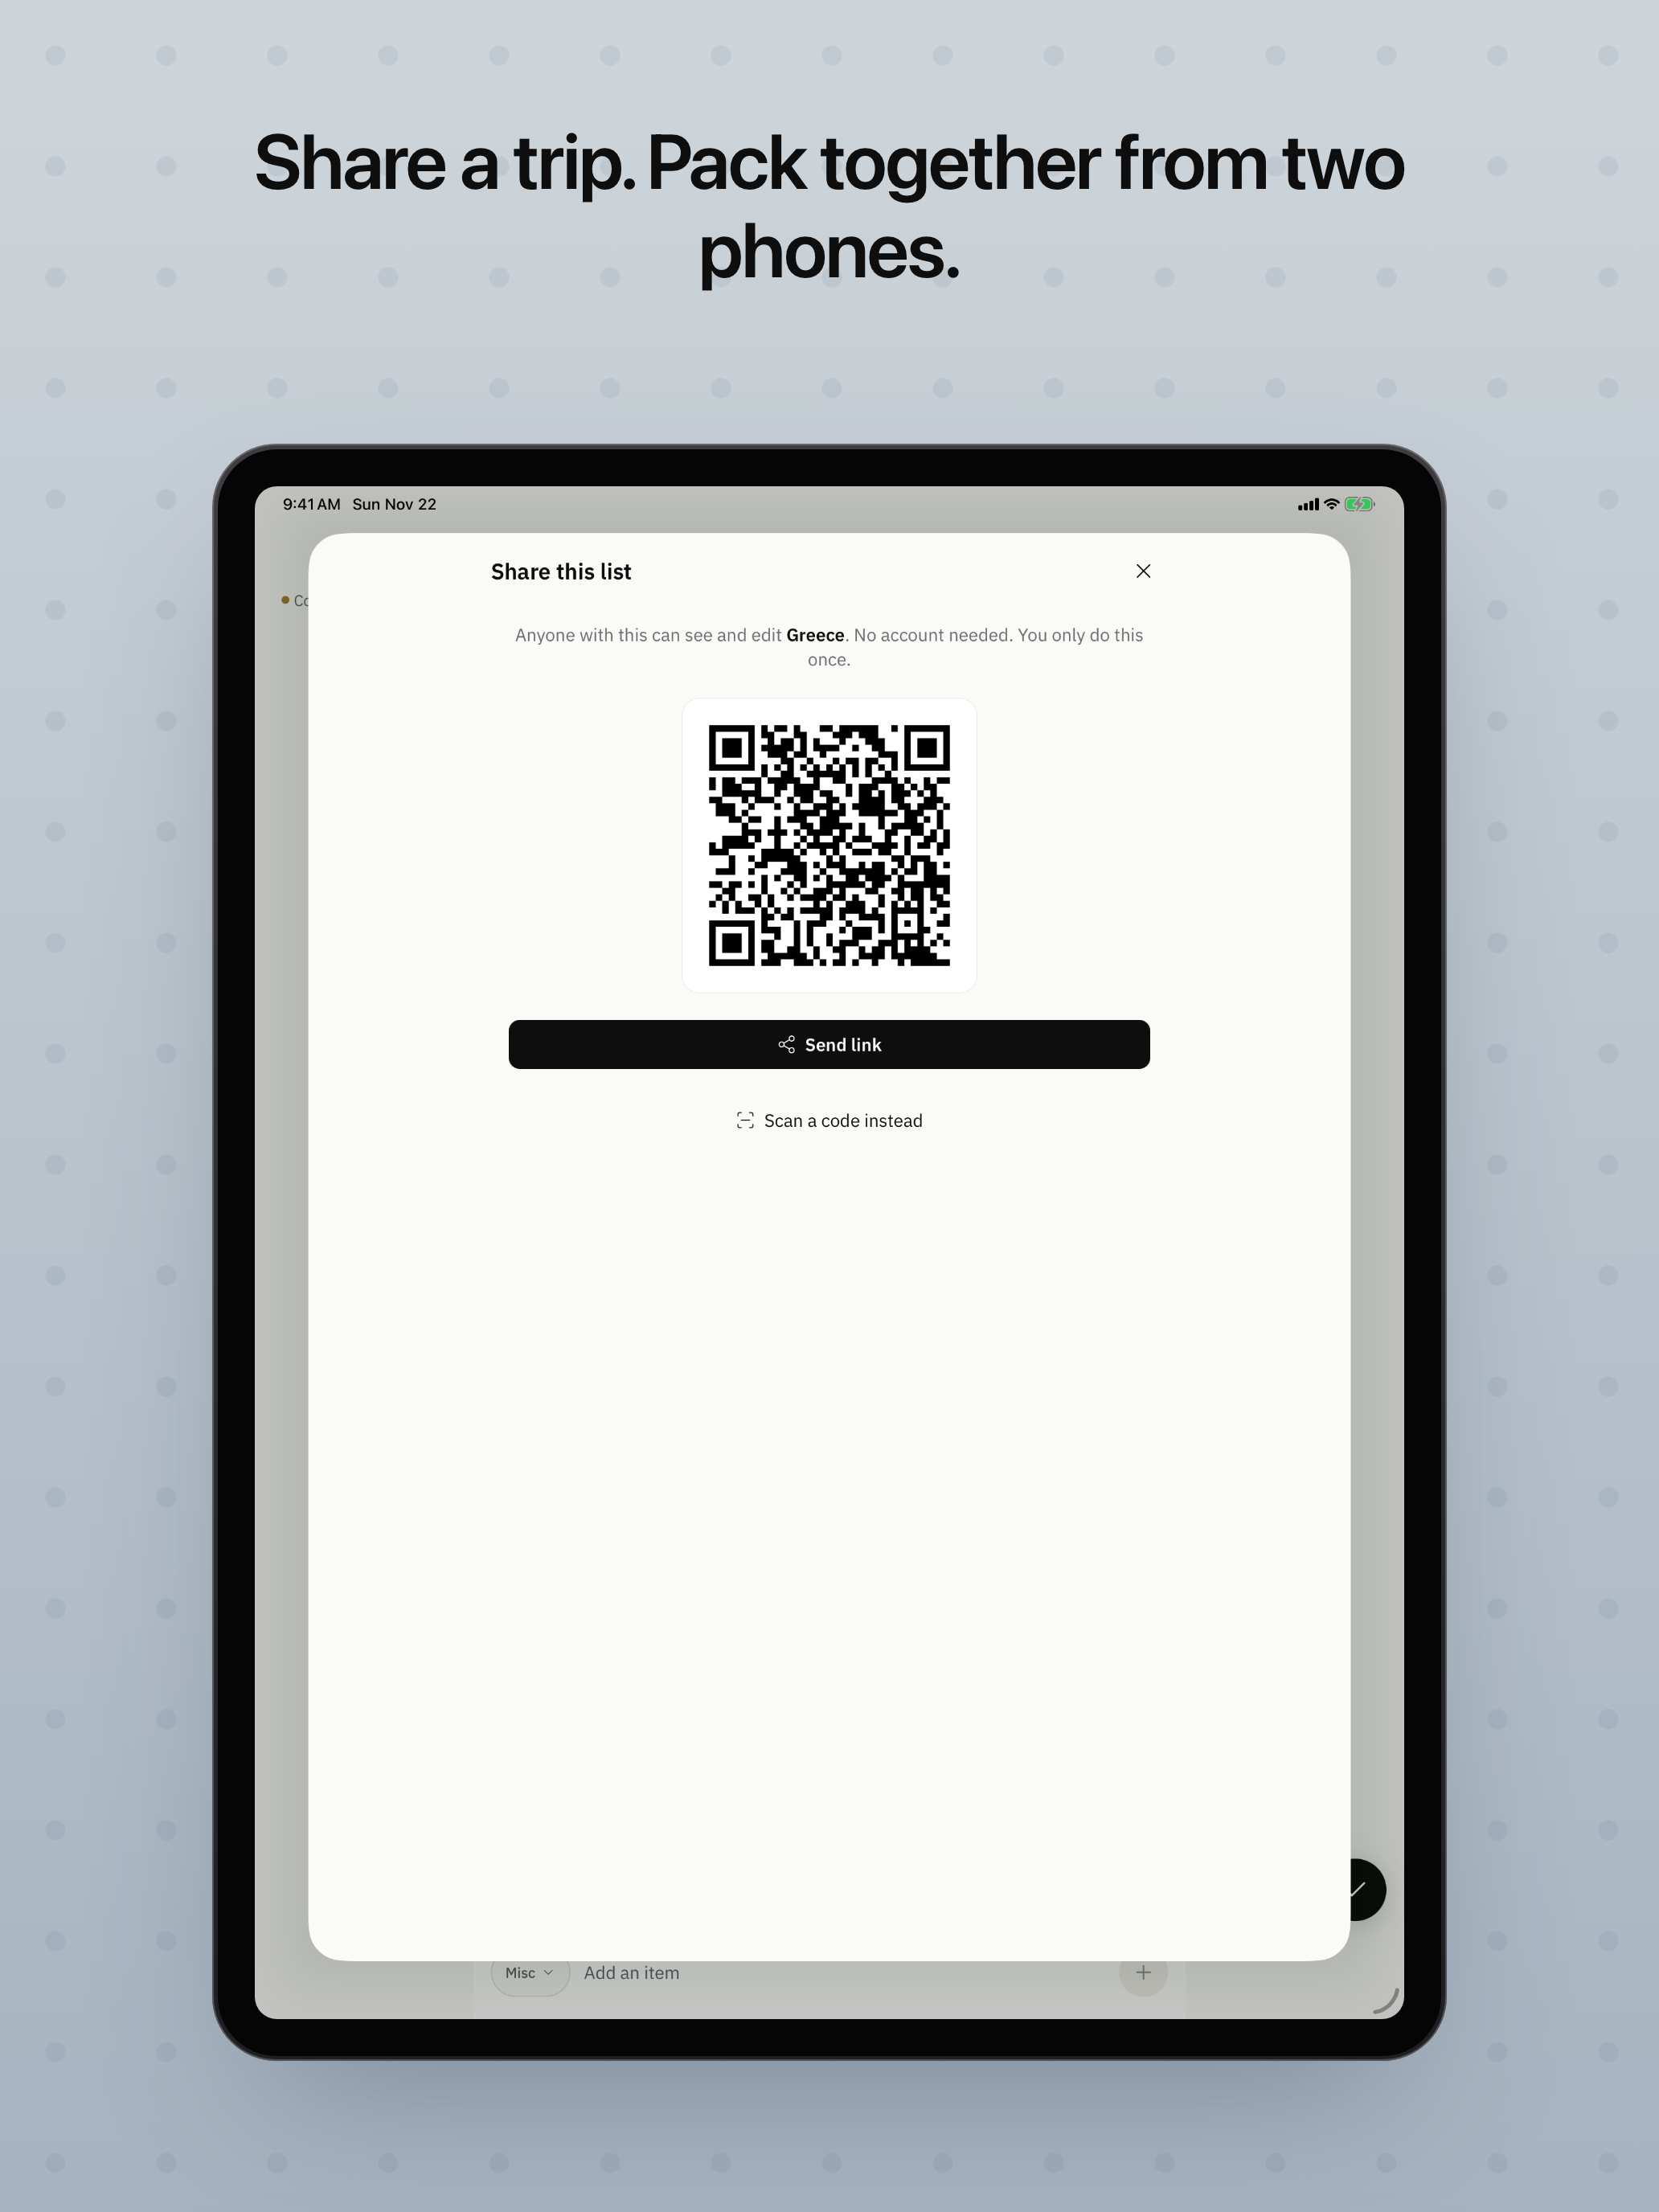 Share a trip. Pack together from two
phones.
9:41 AM Sun Nov 22
Share this list
Co
Anyone with this can see and edit Greece. No account needed. You only do this
once.
Send link
Scan a code instead
Misc
Add an item